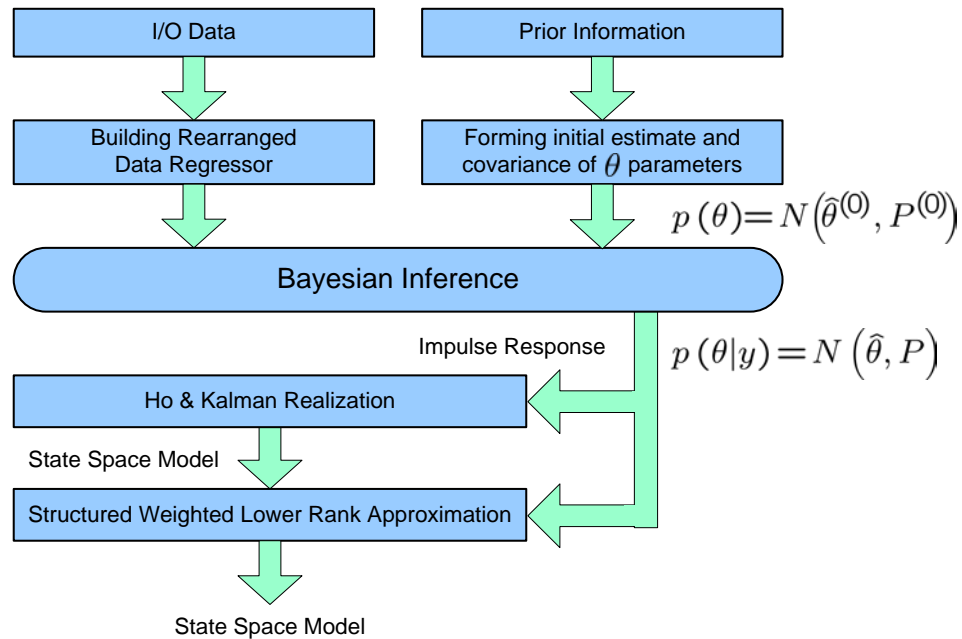 I/O Data
Prior Information
Building Rearranged
Data Regressor
Forming initial estimate and
covariance of θ parameters
p (θ)= N(θ̂⁽⁰⁾, P⁽⁰⁾)
Bayesian Inference
Impulse Response
p (θ|y) = N (θ̂, P)
Ho & Kalman Realization
State Space Model
Structured Weighted Lower Rank Approximation
State Space Model